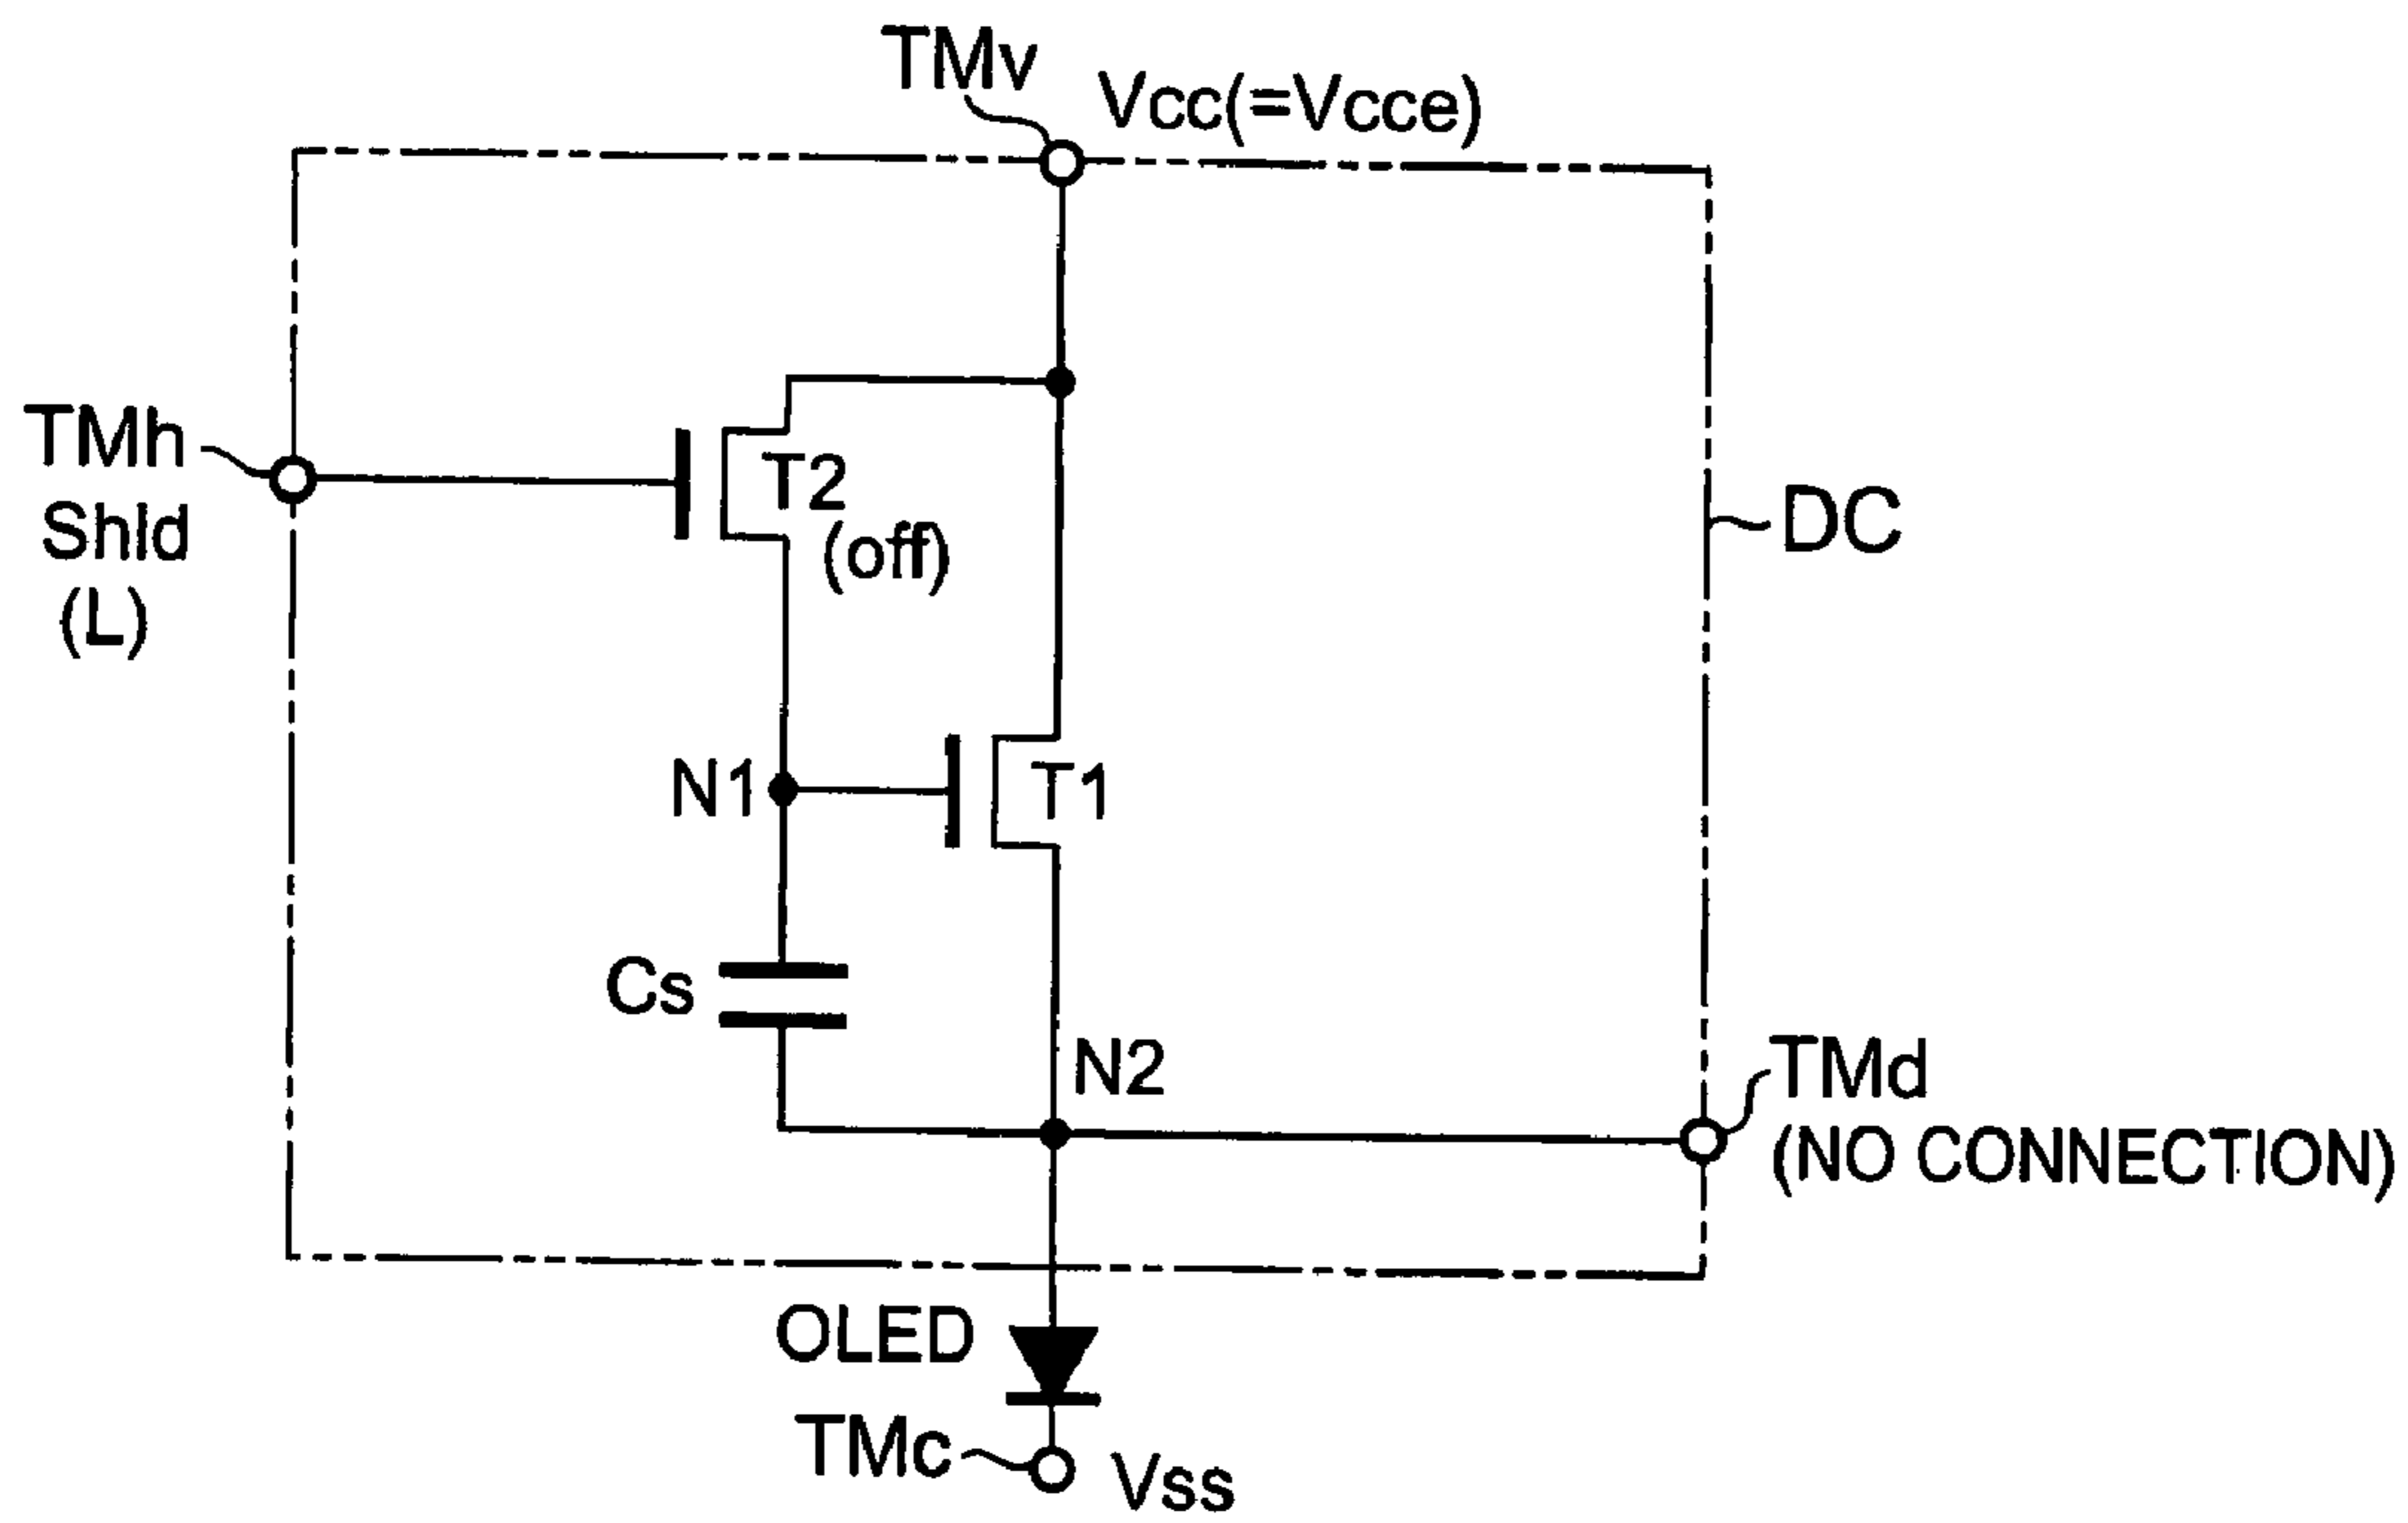 TMv
Vcc(=Vcce)
TMh
Shld
(L)
T2
(off)
DC
N1
T1
Cs
N2
TMd
(NO CONNECTION)
OLED
TMc
Vss